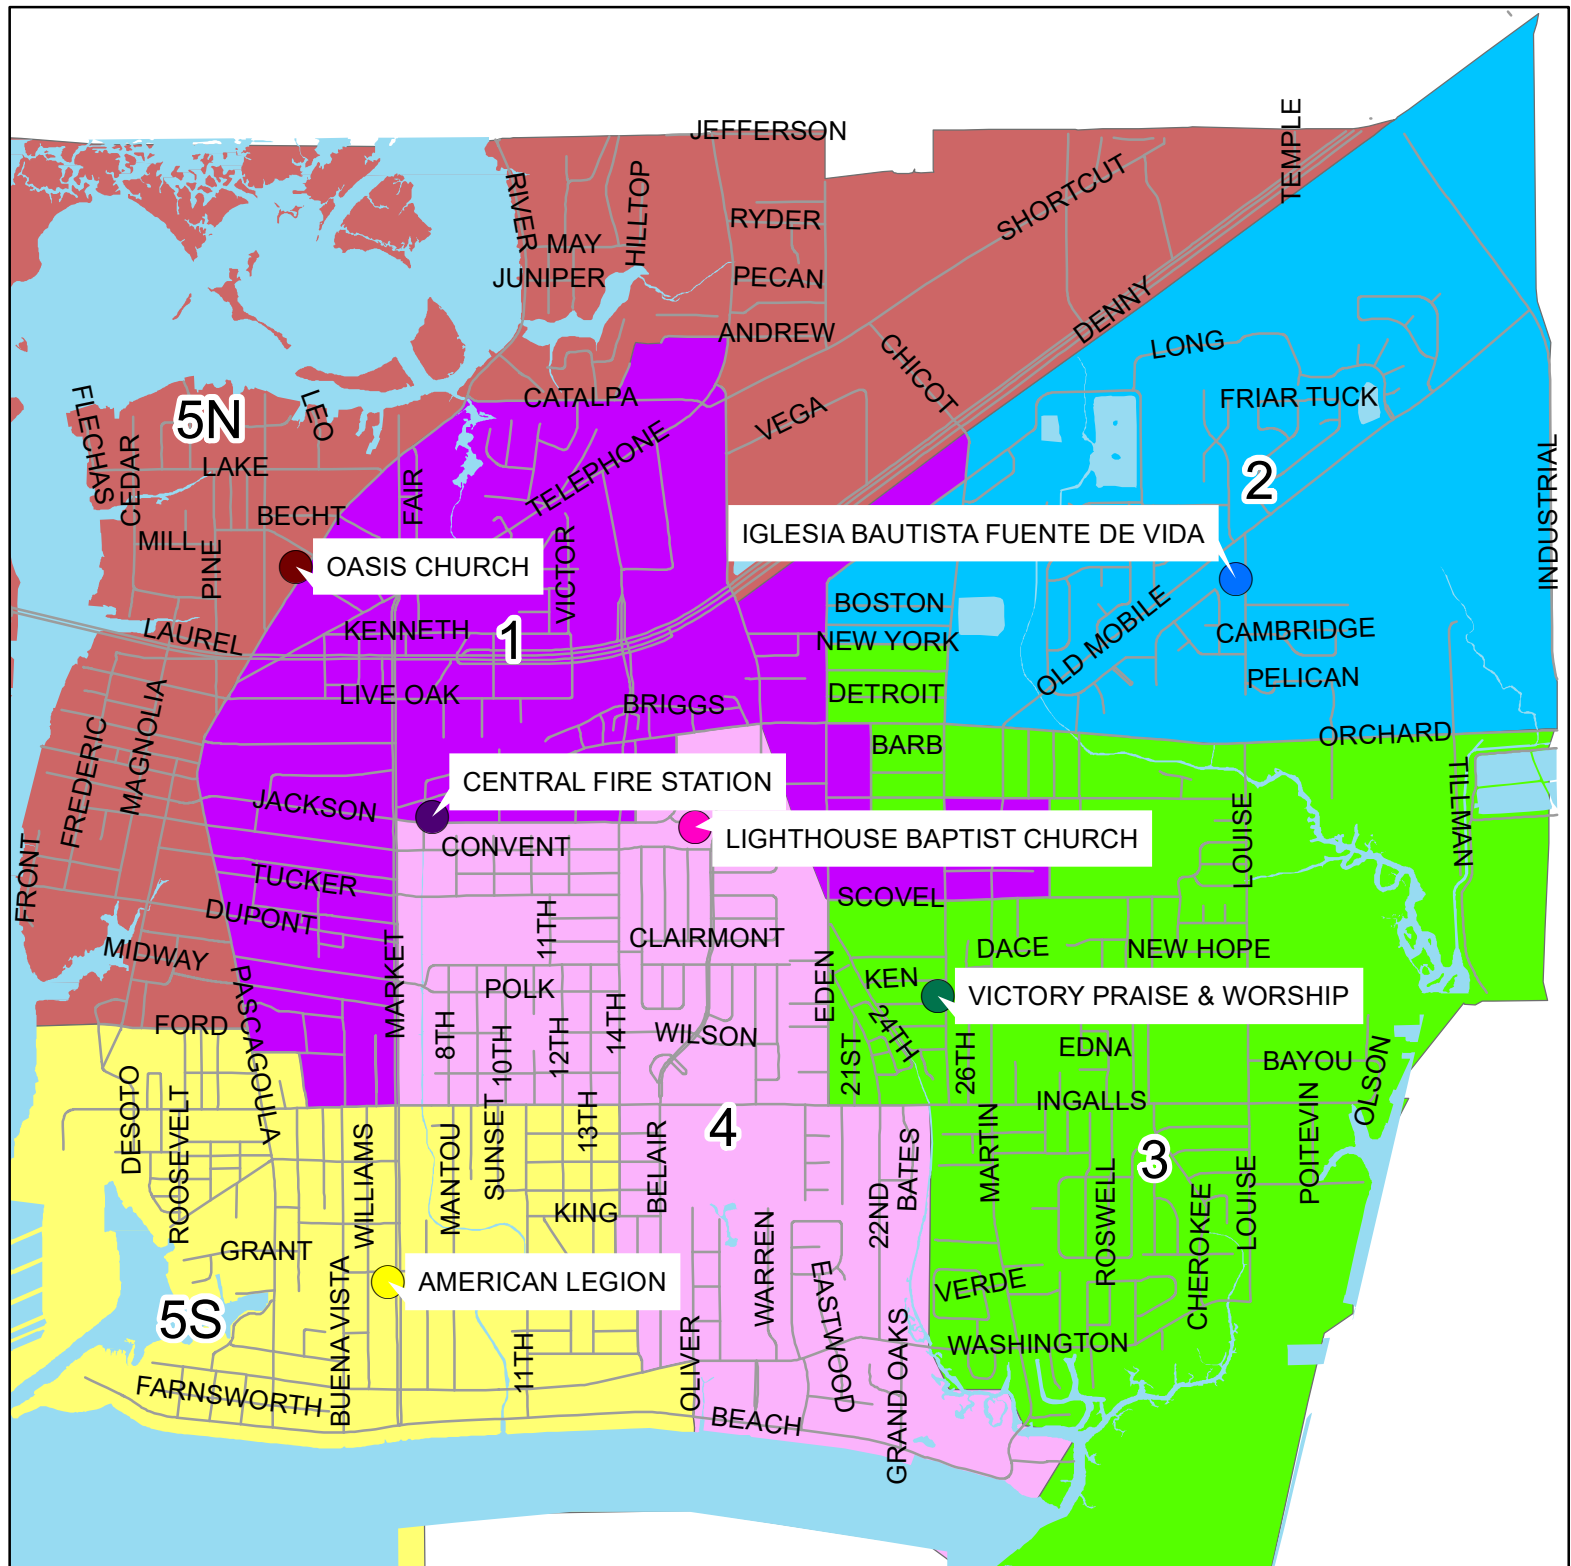 JEFFERSON
TEMPLE
SHORTCUT
RIVER
HILLTOP
RYDER
MAY
JUNIPER
PECAN
DENNY
ANDREW
LONG
CHICOT
CATALPA
FRIAR TUCK
FLECHAS
5N
LEO
VEGA
CEDAR
LAKE
TELEPHONE
2
FAIR
INDUSTRIAL
BECHT
MILL
IGLESIA BAUTISTA FUENTE DE VIDA
PINE
OASIS CHURCH
VICTOR
BOSTON
LAUREL
KENNETH
1
NEW YORK
OLD MOBILE
CAMBRIDGE
LIVE OAK
BRIGGS
DETROIT
PELICAN
MAGNOLIA
FREDERIC
BARB
ORCHARD
CENTRAL FIRE STATION
JACKSON
TILLMAN
LOUISE
CONVENT
LIGHTHOUSE BAPTIST CHURCH
FRONT
TUCKER
SCOVEL
DUPONT
11TH
CLAIRMONT
DACE
NEW HOPE
MIDWAY
MARKET
EDEN
KEN
POLK
VICTORY PRAISE & WORSHIP
PASCAGOULA
FORD
8TH
10TH
12TH
14TH
WILSON
24TH
21ST
26TH
EDNA
BAYOU
OLSON
DESOTO
ROOSEVELT
INGALLS
SUNSET
13TH
4
POITEVIN
WILLIAMS
MANTOU
BELAIR
BATES
MARTIN
3
ROSWELL
LOUISE
KING
22ND
CHEROKEE
GRANT
WARREN
AMERICAN LEGION
VERDE
5S
EASTWOOD
BUENA VISTA
WASHINGTON
11TH
OLIVER
FARNSWORTH
GRAND OAKS
BEACH